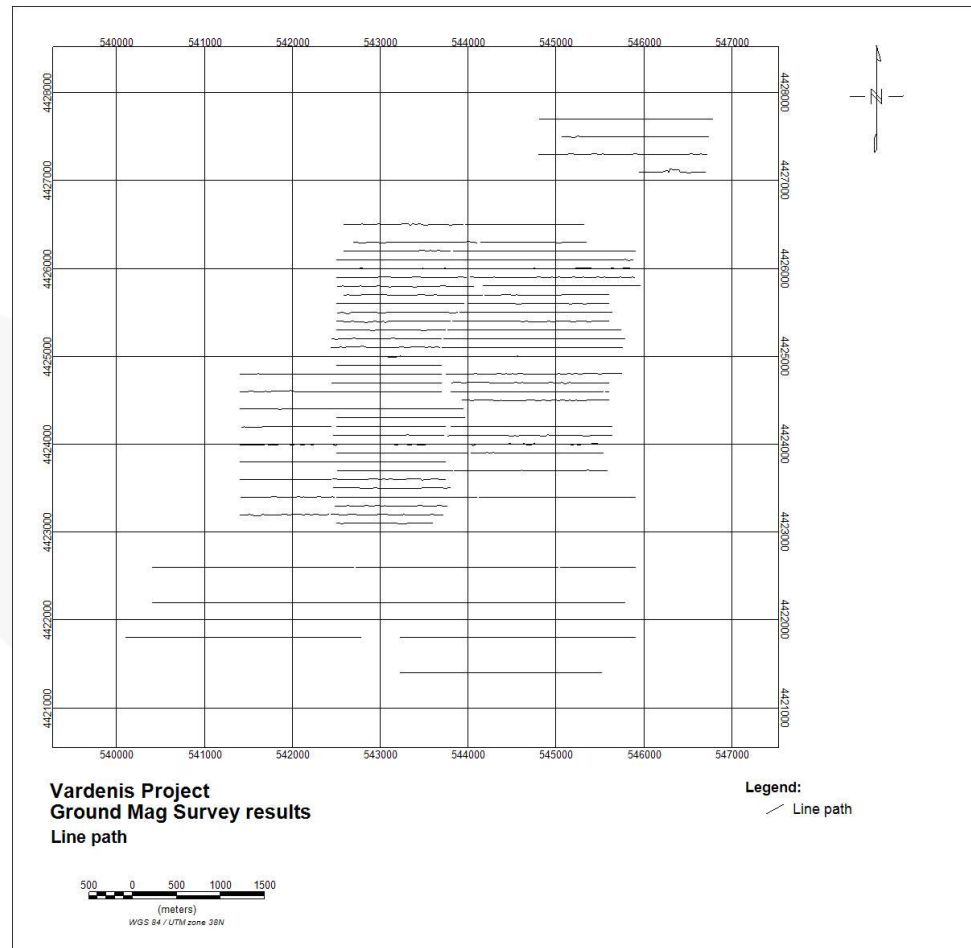 540000 541000 542000 543000 544000 545000 546000 547000
4428000 4428000
N
4427000 4427000
4426000 4426000
4425000 4425000
4424000 4424000
4423000 4423000
4422000 4422000
4421000 4421000
540000 541000 542000 543000 544000 545000 546000 547000
Vardenis Project
Ground Mag Survey results
Line path
Legend:
Line path
500 0 500 1000 1500
(meters)
WGS 84 / UTM zone 38N